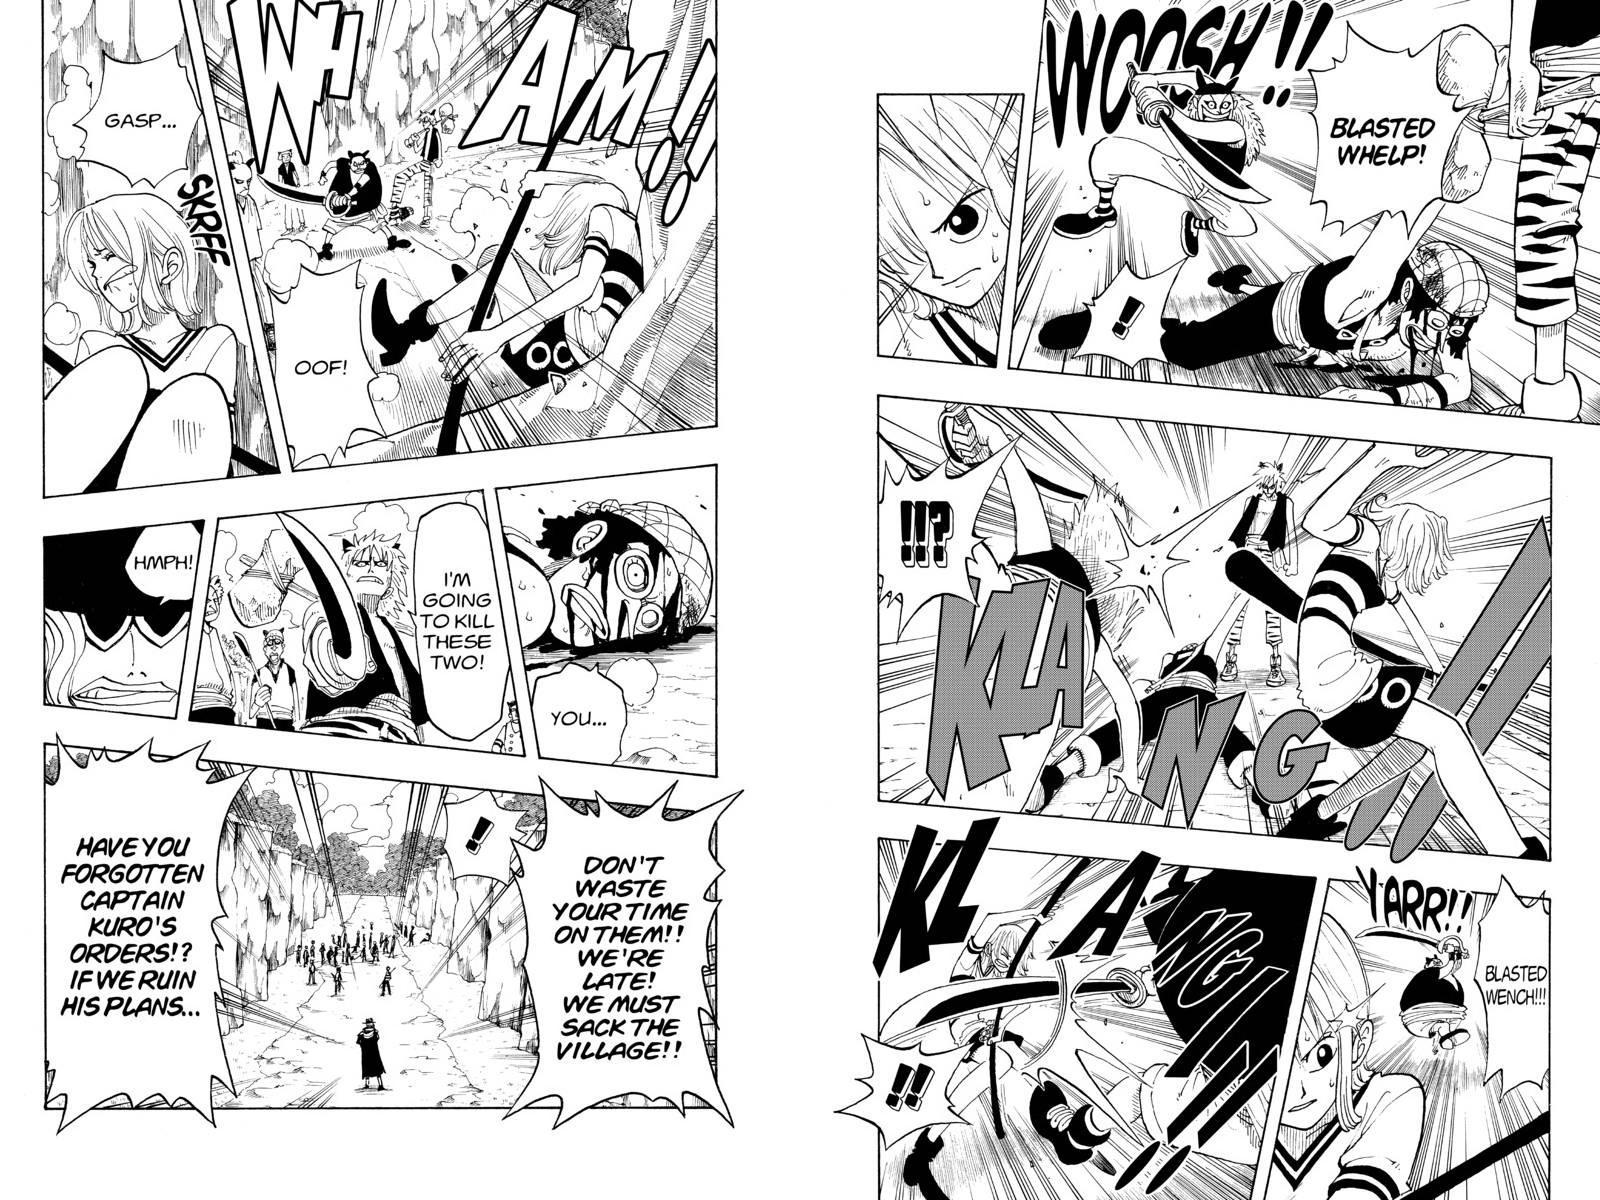 WOOSH!!
BLASTED
WHELP!
!
!!?
KLANG!!
YARR!!
BLASTED
WENCH!!!
KLANG!!
!!
WHAM!!
OOF!
GASP...
SKRFF
YOU...
I'M
GOING
TO KILL
THESE
TWO!
HMPH!
!!
DON'T
WASTE
YOUR TIME
ON THEM!!
WE'RE
LATE!
WE MUST
SACK THE
VILLAGE!!
HAVE YOU
FORGOTTEN
CAPTAIN
KURO'S
ORDERS!?
IF WE RUIN
HIS PLANS...